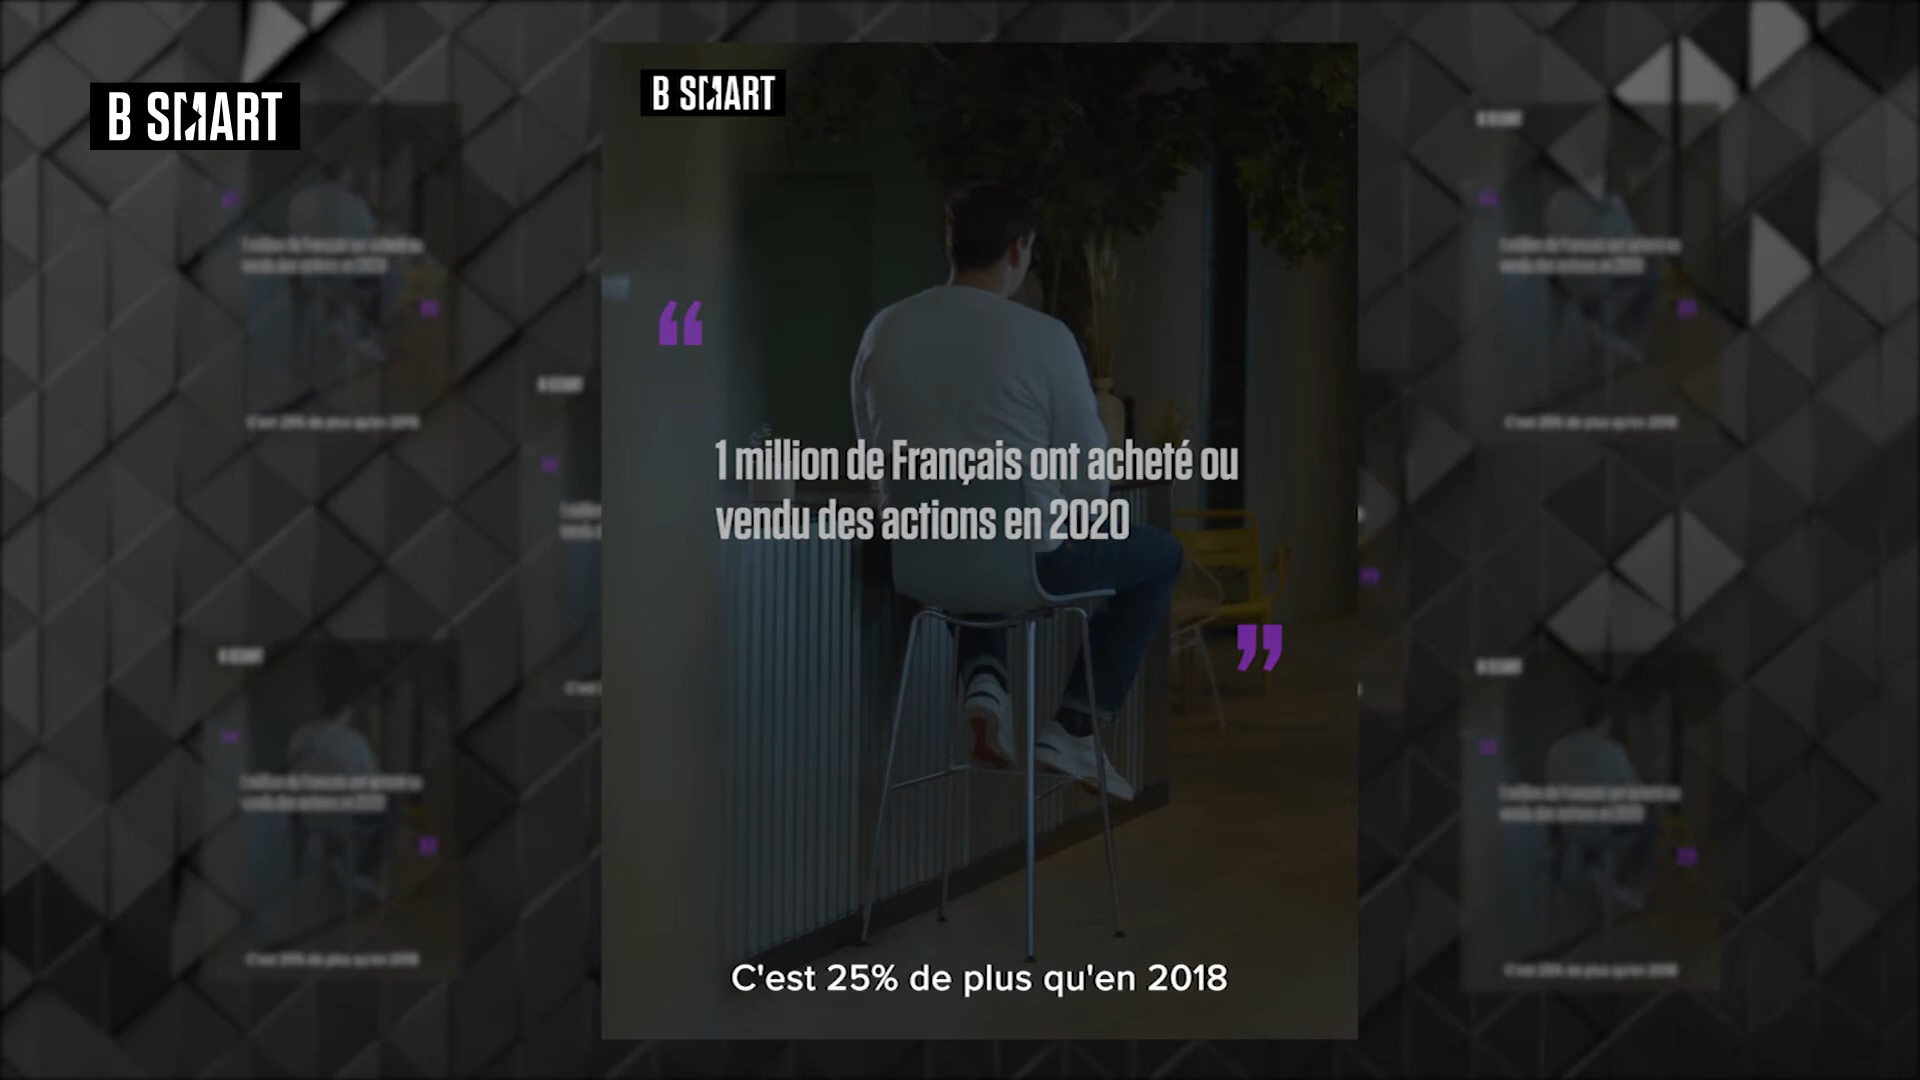 B SMART
B SMART
1 million de Français ont acheté ou
vendu des actions en 2020
C'est 25% de plus qu'en 2018